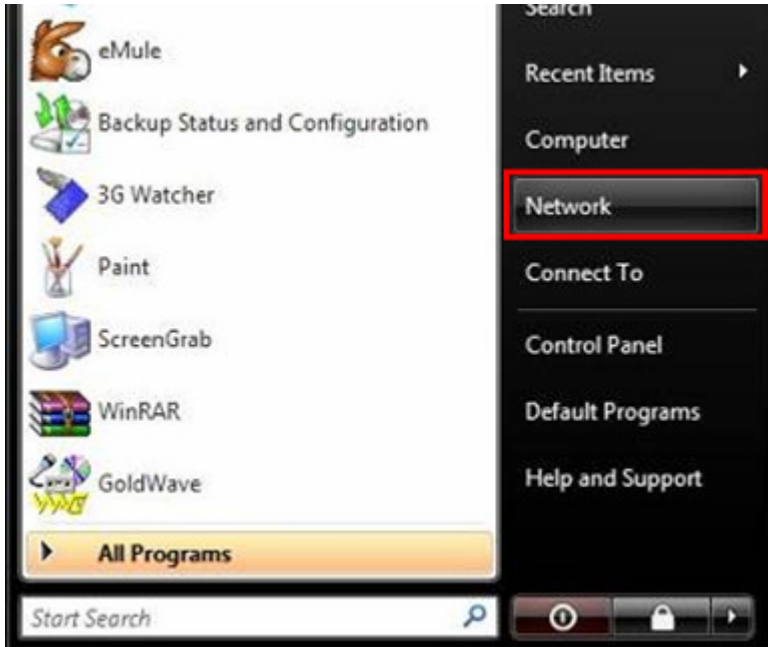 eMule
Backup Status and Configuration
3G Watcher
Paint
ScreenGrab
WinRAR
GoldWave
All Programs
Start Search
Search
Recent Items
Computer
Network
Connect To
Control Panel
Default Programs
Help and Support